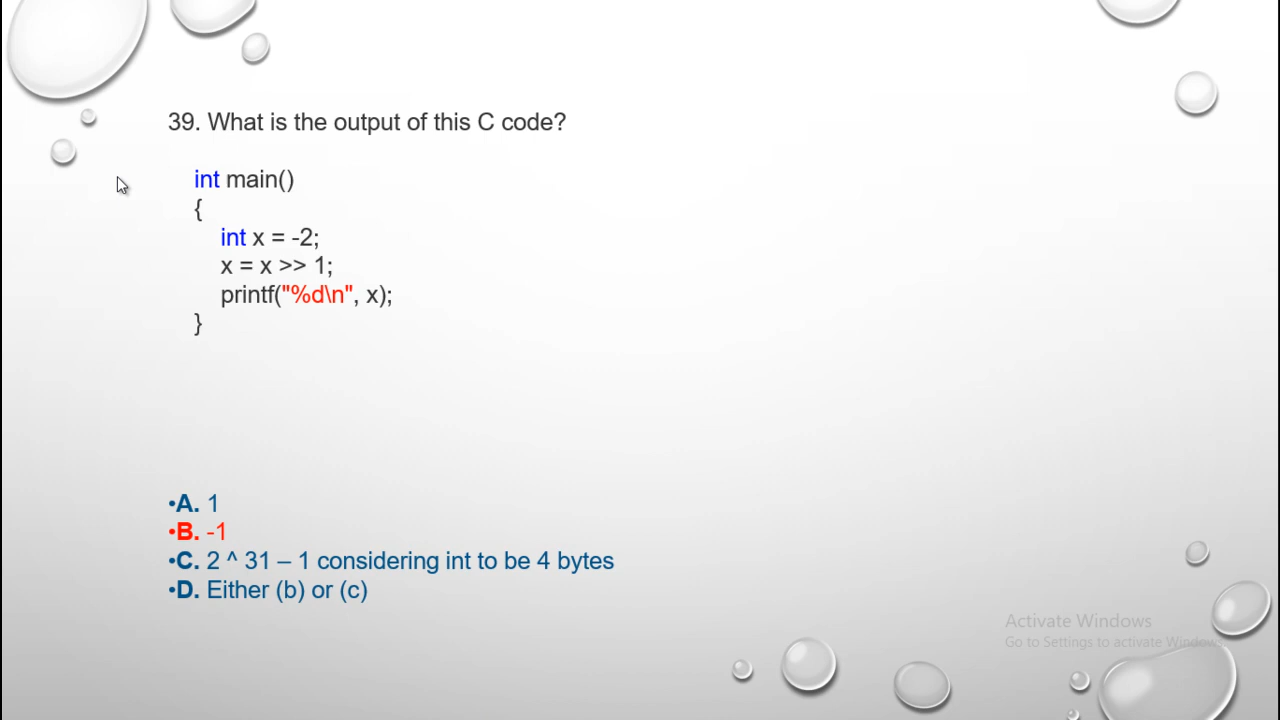 39. What is the output of this C code?
int main()
{
int x = -2;
x = x >> 1;
printf("%d\n", x);
}
•A. 1
•B. -1
•C. 2 ^ 31 – 1 considering int to be 4 bytes
•D. Either (b) or (c)
Activate Windows
Go to Settings to activate Windows.